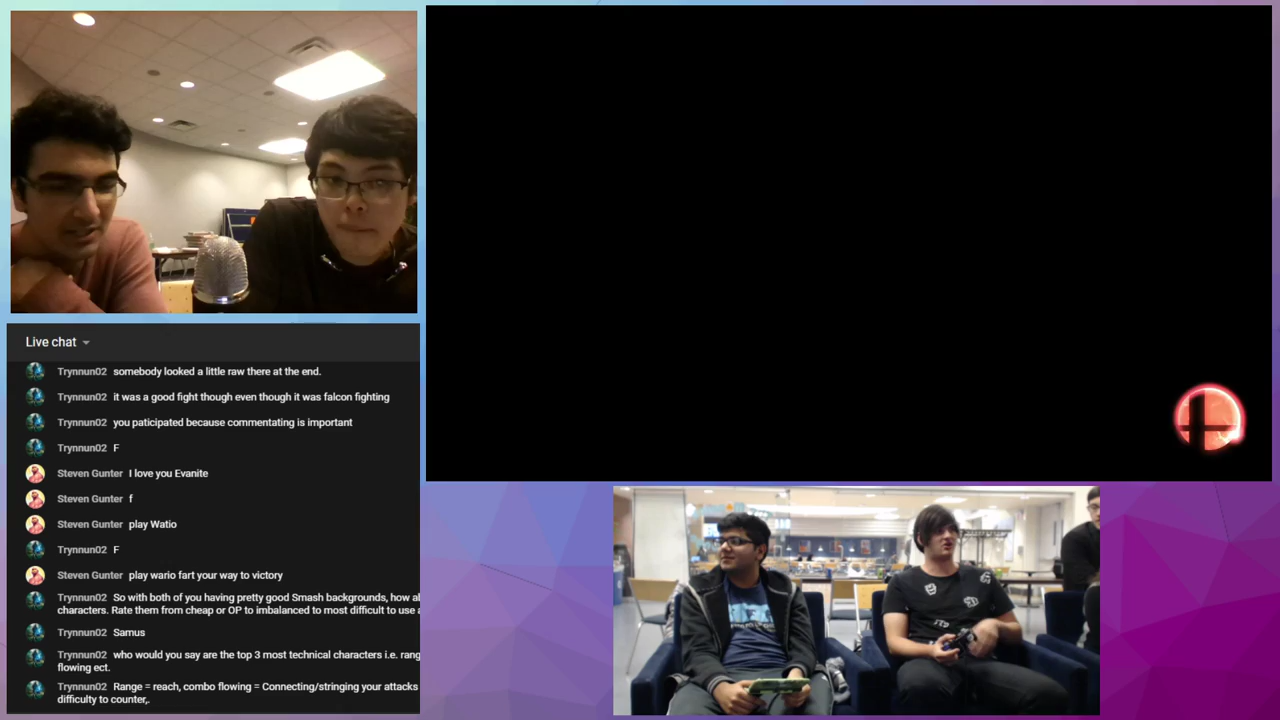 Live chat
Trynnun02 somebody looked a little raw there at the end.
Trynnun02 it was a good fight though even though it was falcon fighting
Trynnun02 you paticipated because commentating is important
Trynnun02 F
Steven Gunter I love you Evanite
Steven Gunter f
Steven Gunter play Watio
Trynnun02 F
Steven Gunter play wario fart your way to victory
Trynnun02 So with both of you having pretty good Smash backgrounds, how al
characters. Rate them from cheap or OP to imbalanced to most difficult to use a
Trynnun02 Samus
Trynnun02 who would you say are the top 3 most technical characters i.e. rang
flowing ect.
Trynnun02 Range = reach, combo flowing = Connecting/stringing your attacks
difficulty to counter,.